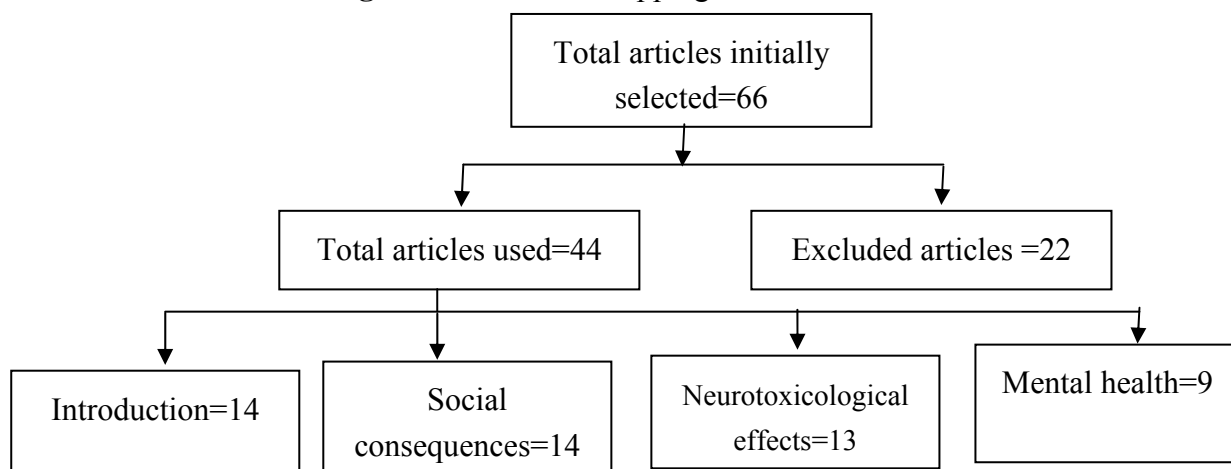 Total articles initially
selected=66
Total articles used=44
Excluded articles =22
Introduction=14
Social
consequences=14
Neurotoxicological
effects=13
Mental health=9